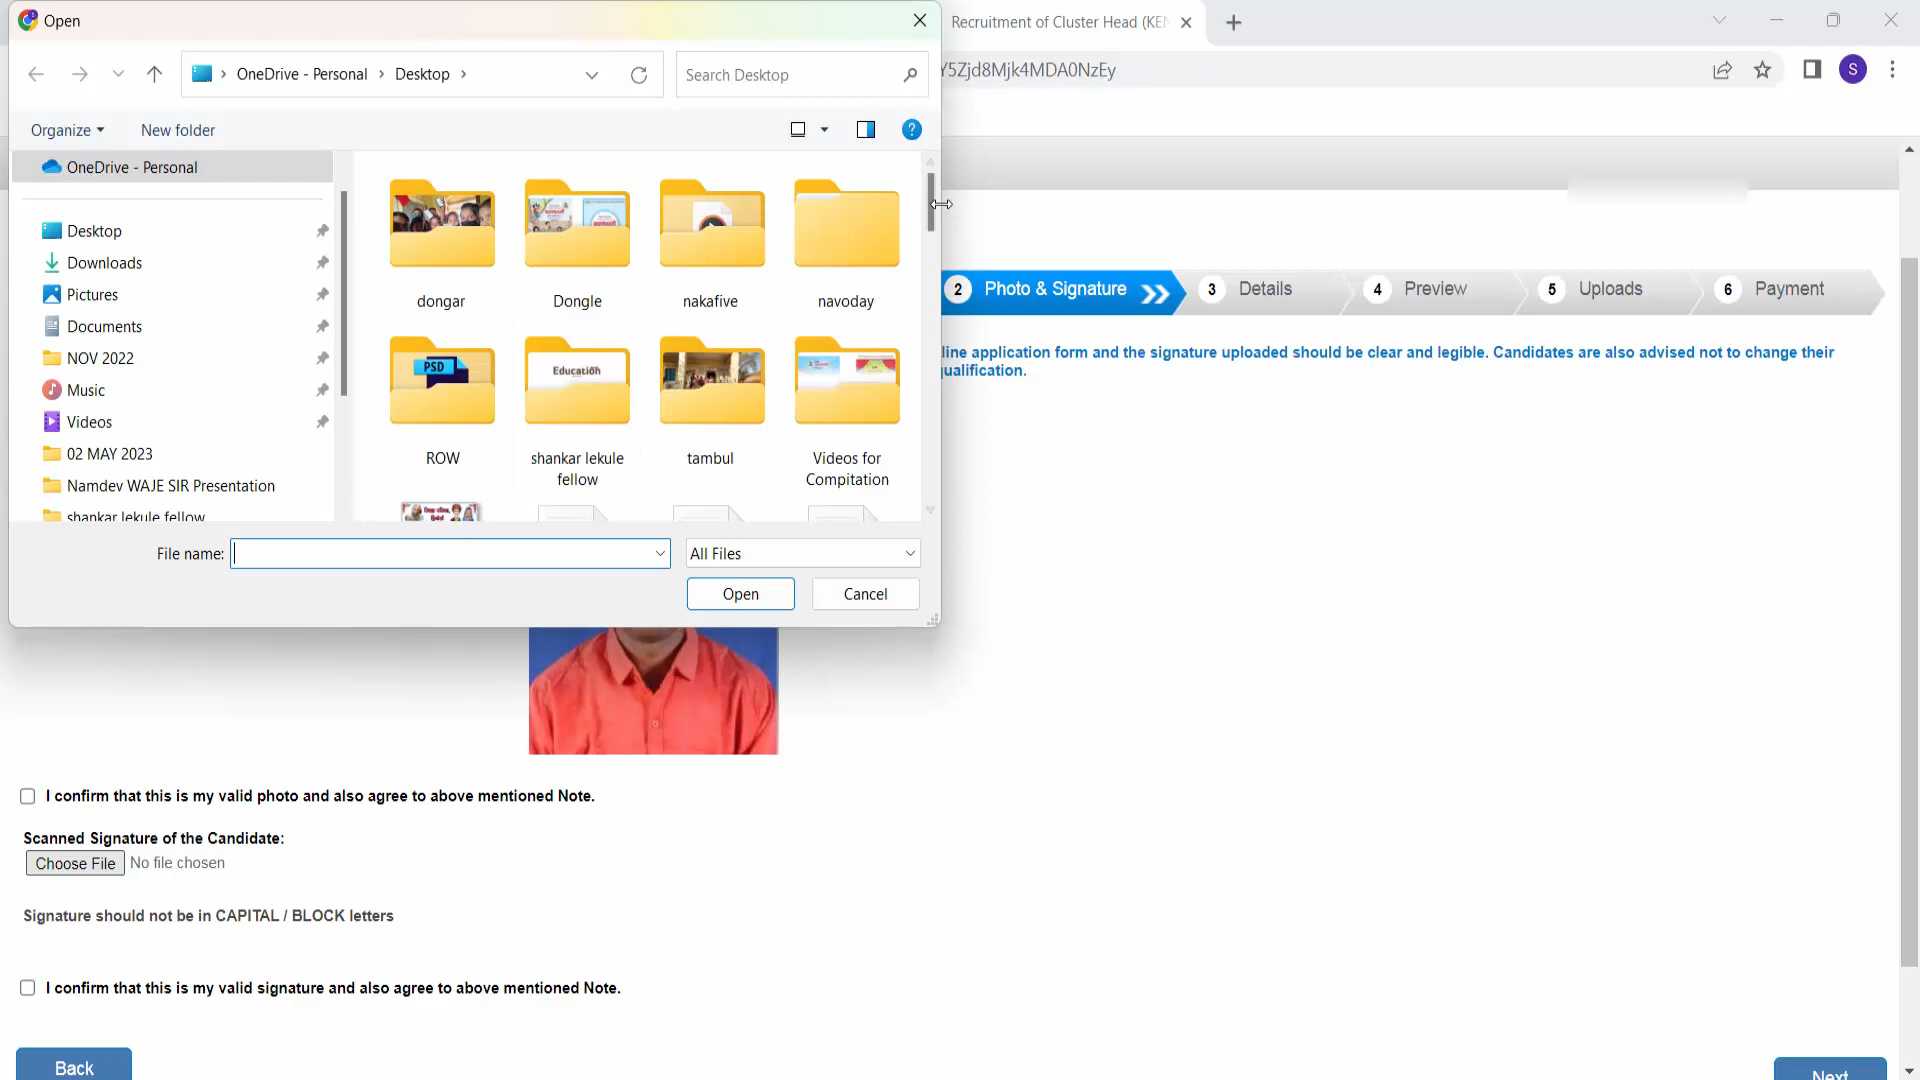 Open
Recruitment of Cluster Head (KEN
OneDrive - Personal > Desktop >
Search Desktop
Y5Zjd8Mjk4MDA0NzEy
S
Organize
New folder
?
OneDrive - Personal
Desktop
Downloads
Pictures
Documents
NOV 2022
Music
Videos
02 MAY 2023
Namdev WAJE SIR Presentation
shankar lekule fellow
dongar
Dongle
nakafive
navoday
PSD
Education
ROW
shankar lekule
fellow
tambul
Videos for
Compitation
File name:
All Files
Open
Cancel
2 Photo & Signature
3 Details
4 Preview
5 Uploads
6 Payment
line application form and the signature uploaded should be clear and legible. Candidates are also advised not to change their
ualification.
I confirm that this is my valid photo and also agree to above mentioned Note.
Scanned Signature of the Candidate:
Choose File No file chosen
Signature should not be in CAPITAL / BLOCK letters
I confirm that this is my valid signature and also agree to above mentioned Note.
Back
Next